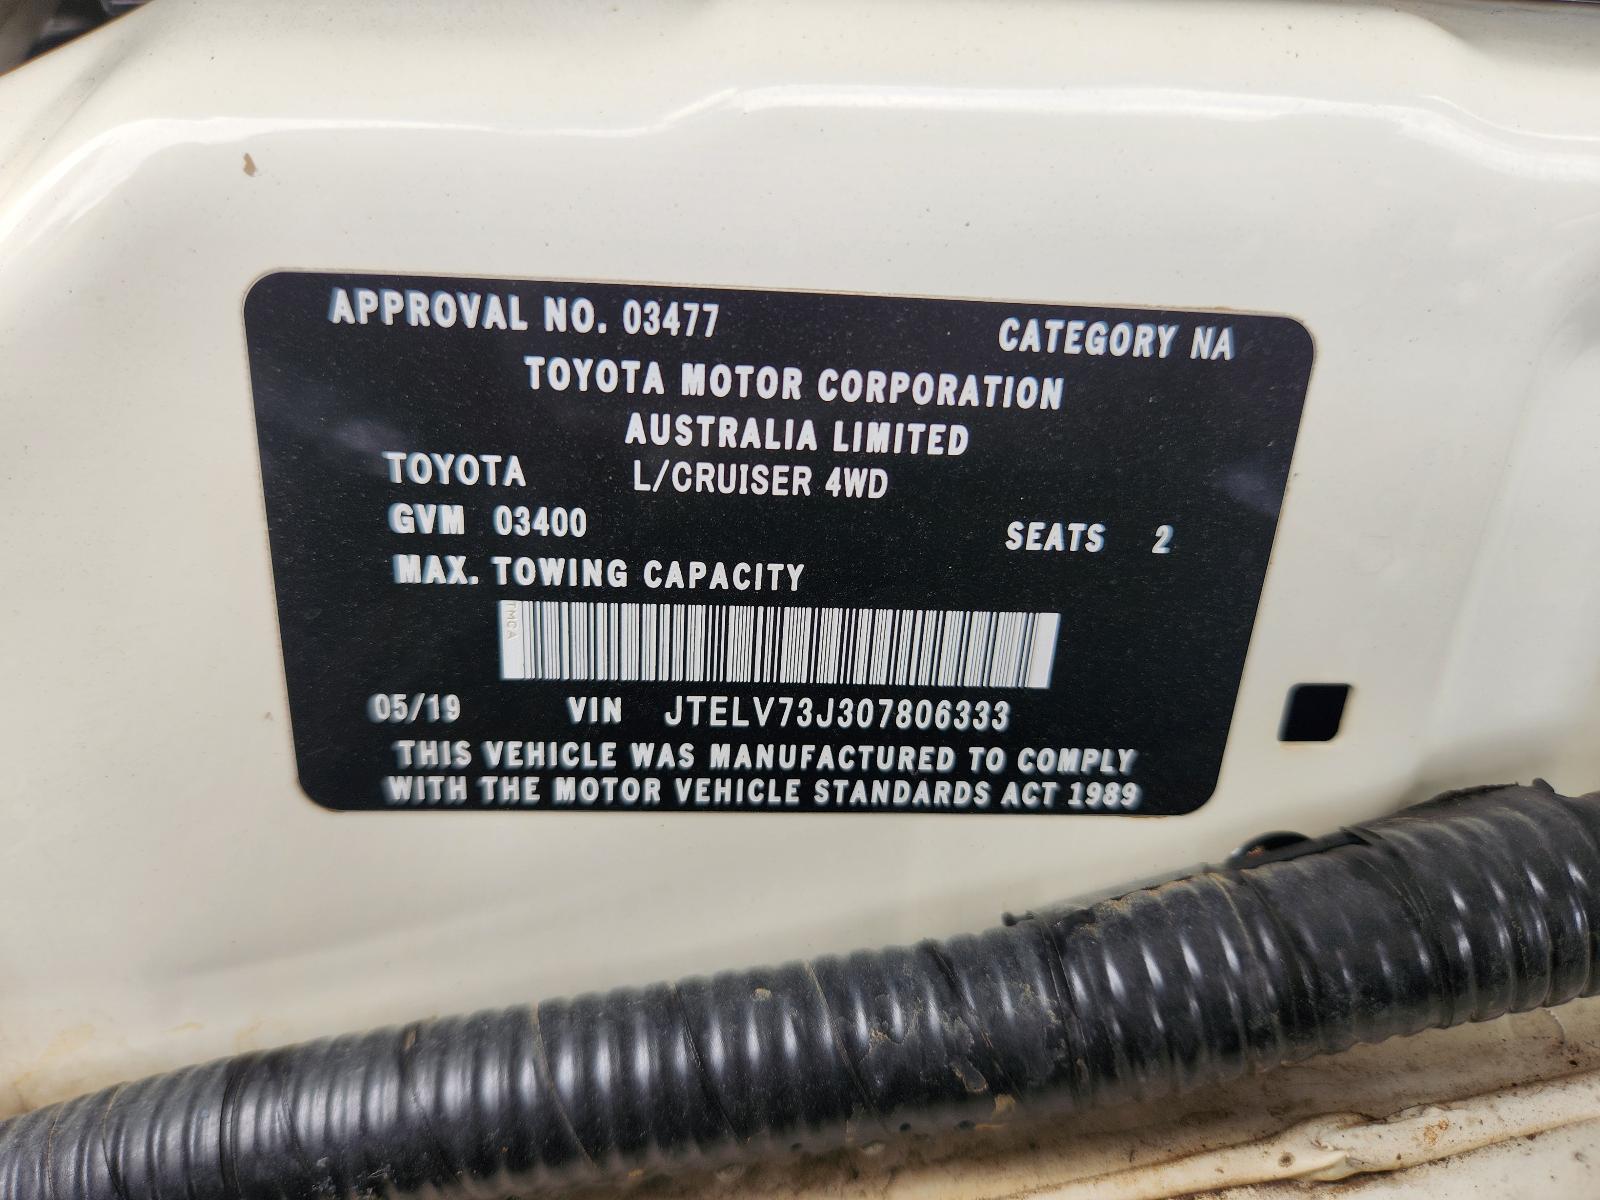 APPROVAL NO. 03477 CATEGORY NA
TOYOTA MOTOR CORPORATION
AUSTRALIA LIMITED
TOYOTA L/CRUISER 4WD
GVM 03400 SEATS 2
MAX. TOWING CAPACITY
TMCA
05/19 VIN JTELV73J307806333
THIS VEHICLE WAS MANUFACTURED TO COMPLY
WITH THE MOTOR VEHICLE STANDARDS ACT 1989